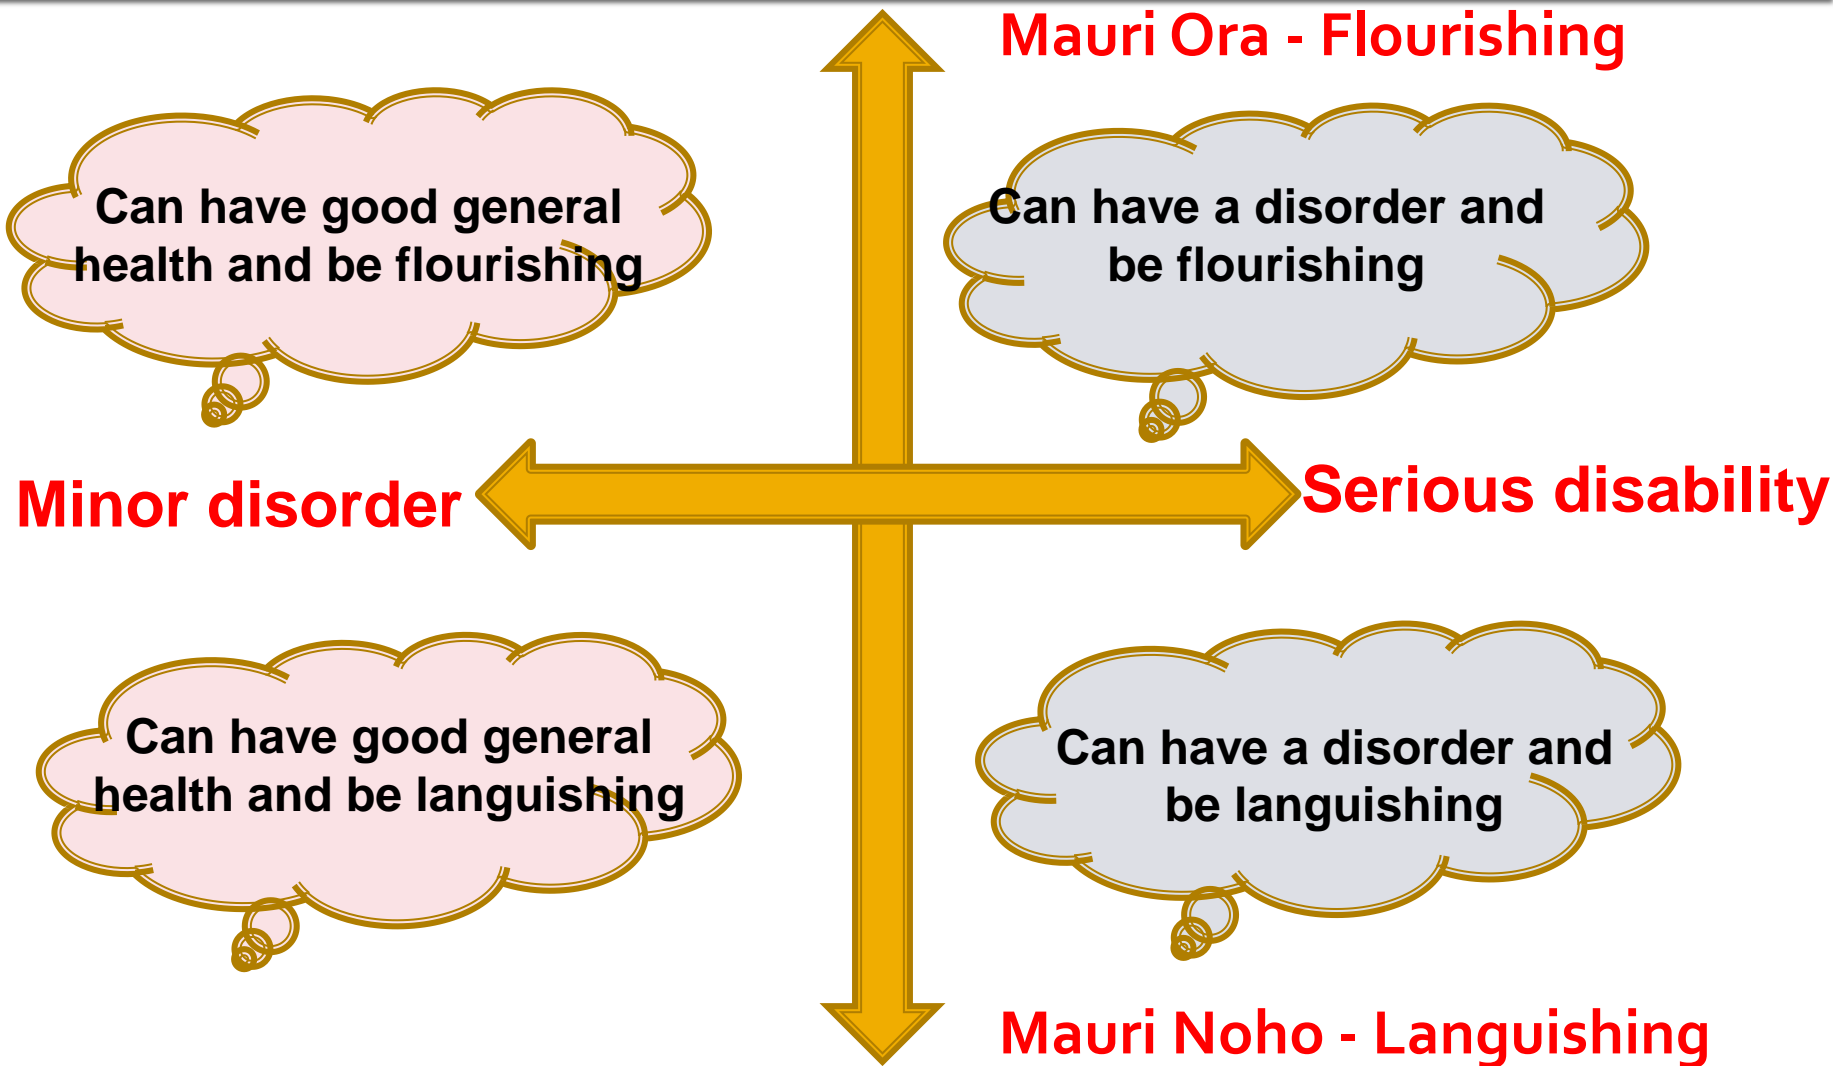 Mauri Ora - Flourishing
Can have good general
health and be flourishing
Can have a disorder and
be flourishing
Minor disorder
Serious disability
Can have good general
health and be languishing
Can have a disorder and
be languishing
Mauri Noho - Languishing